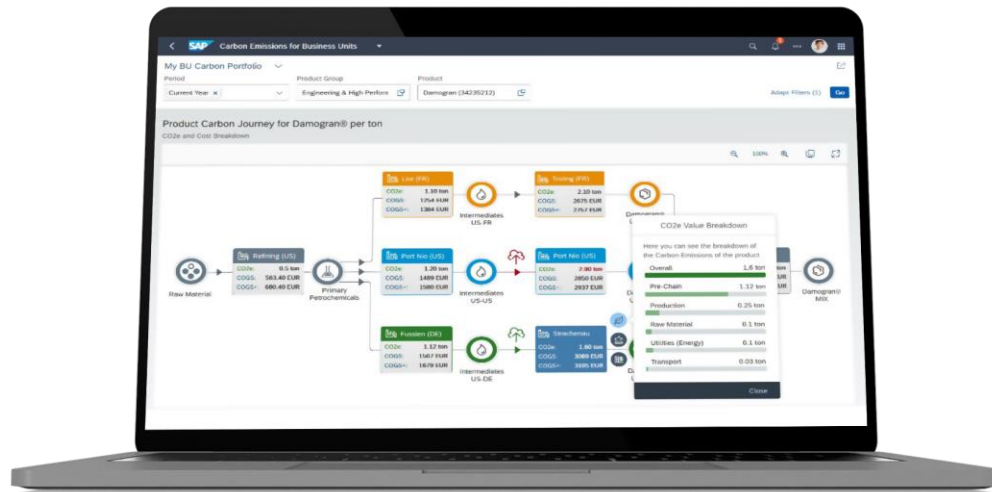 SAP Carbon Emissions for Business Units
My BU Carbon Portfolio
Period
Product Group
Product
Current Year ×
Engineering & High Perform
Damogran (34235212)
Adapt Filters (1)
Go
Product Carbon Journey for Damogran® per ton
CO2e and Cost Breakdown
100%
Raw Material
Refining (US)
CO2e: 0.5 ton
COGS: 563.40 EUR
COGS+: 680.40 EUR
Primary
Petrochemicals
CO2e: 1.10 ton
COGS: 1254 EUR
COGS+: 1384 EUR
Intermediates
US-FR
Tooling (FR)
CO2e: 2.10 ton
COGS: 2675 EUR
COGS+: 2757 EUR
Port Nio (US)
CO2e: 1.20 ton
COGS: 1489 EUR
COGS+: 1580 EUR
Intermediates
US-US
Port Nio (US)
CO2e: 2.90 ton
COGS: 2850 EUR
COGS+: 2937 EUR
Fussien (DE)
CO2e: 1.12 ton
COGS: 1567 EUR
COGS+: 1679 EUR
Intermediates
US-DE
Strachenau
CO2e: 1.60 ton
COGS: 3089 EUR
COGS+: 3695 EUR
Damogran®
MIX
CO2e Value Breakdown
Here you can see the breakdown of
the Carbon Emissions of the product
Overall 1,6 ton
Pre-Chain 1.12 ton
Production 0.25 ton
Raw Material 0.1 ton
Utilities (Energy) 0.1 ton
Transport 0.03 ton
Close